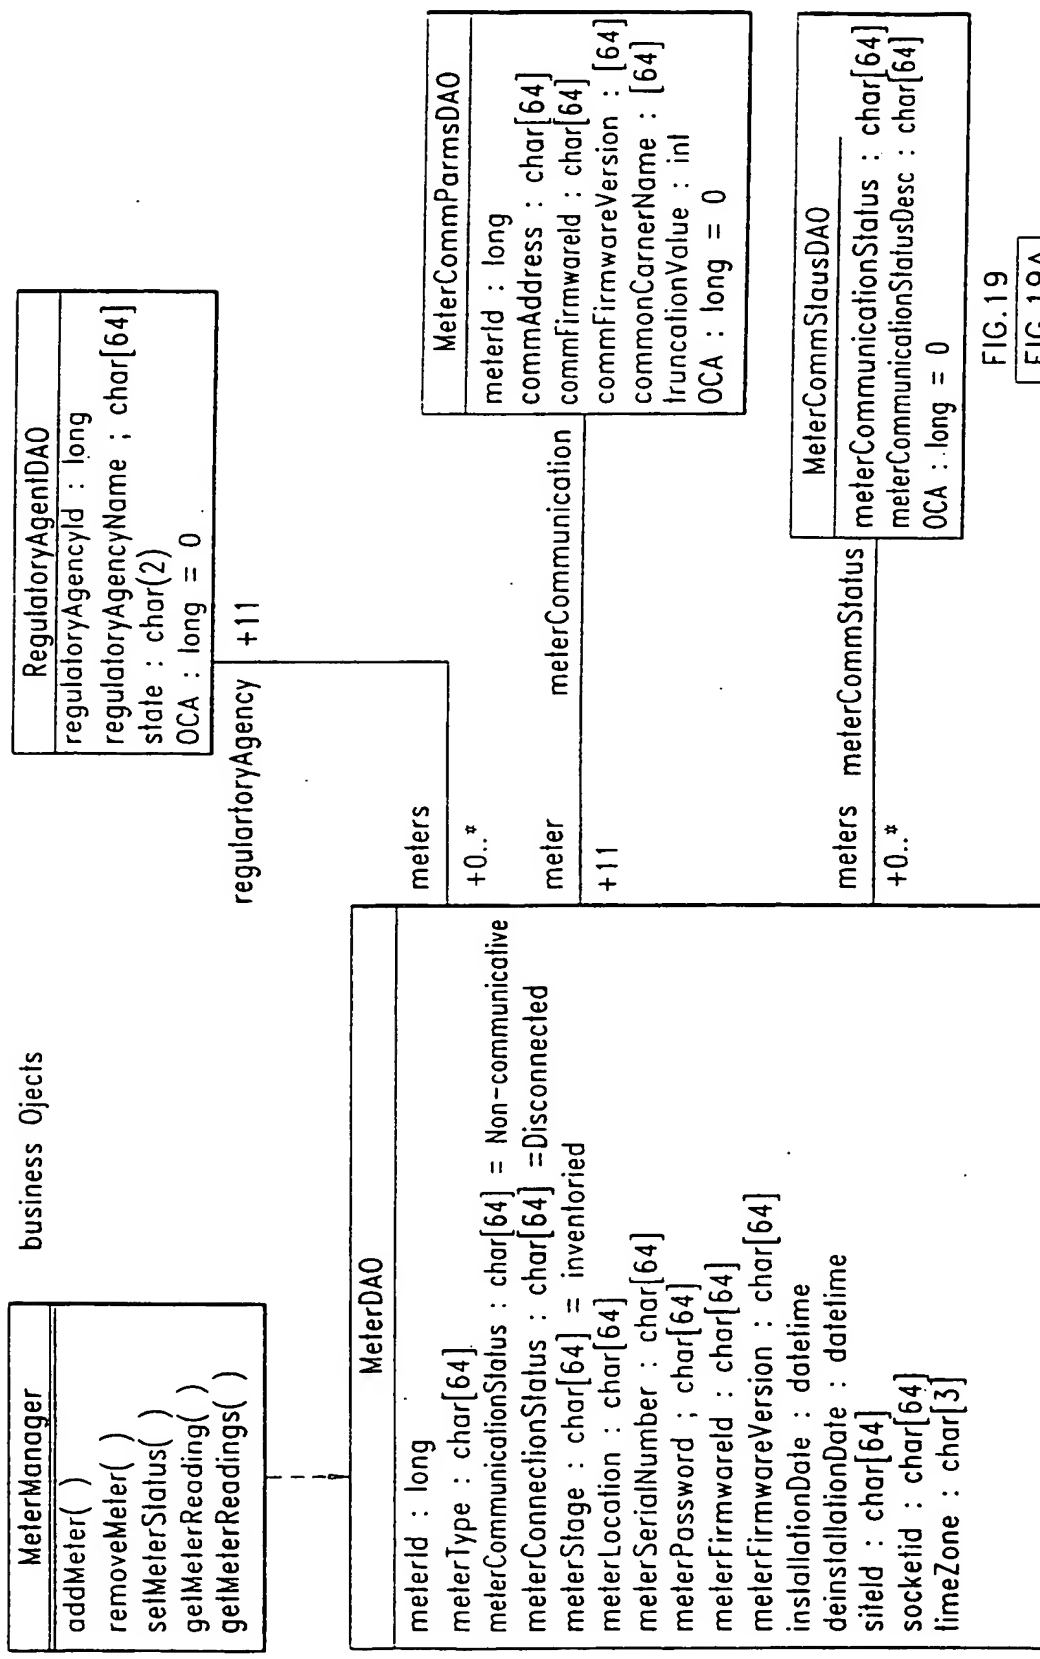 business Ojects
MeterManager
addMeter( )
removeMeter( )
setMeterStatus( )
getMeterReading( )
getMeterReadings( )
MeterDAO
meterId : long
meterType : char[64]
meterCommunicationStatus : char[64] = Non-communicative
meterConnectionStatus : char[64] =Disconnected
meterStage : char[64] = inventoried
meterLocation : char[64]
meterSerialNumber : char[64]
meterPassword ; char[64]
meterFirmwareId : char[64]
meterFirmwareVersion : char[64]
installationDate : datetime
deinstallationDate : datetime
siteId : char[64]
socketid : char[64]
timeZone : char[3]
RegulatoryAgentDAO
regulatoryAgencyId : long
regulatoryAgencyName ; char[64]
state : char(2)
OCA : long = 0
regulartoryAgency +11
meters
+0..*
meter meterCommunication
+11
MeterCommParmsDAO
meterId : long
commAddress : char[64]
commFirmwareId : char[64]
commFirmwareVersion : [64]
commonCarnerName : [64]
truncationValue : int
OCA : long = 0
meters meterCommStatus
+0..*
MeterCommStausDAO
meterCommunicationStatus : char[64]
meterCommunicationStatusDesc : char[64]
OCA : long = 0
FIG.19
FIG.19A